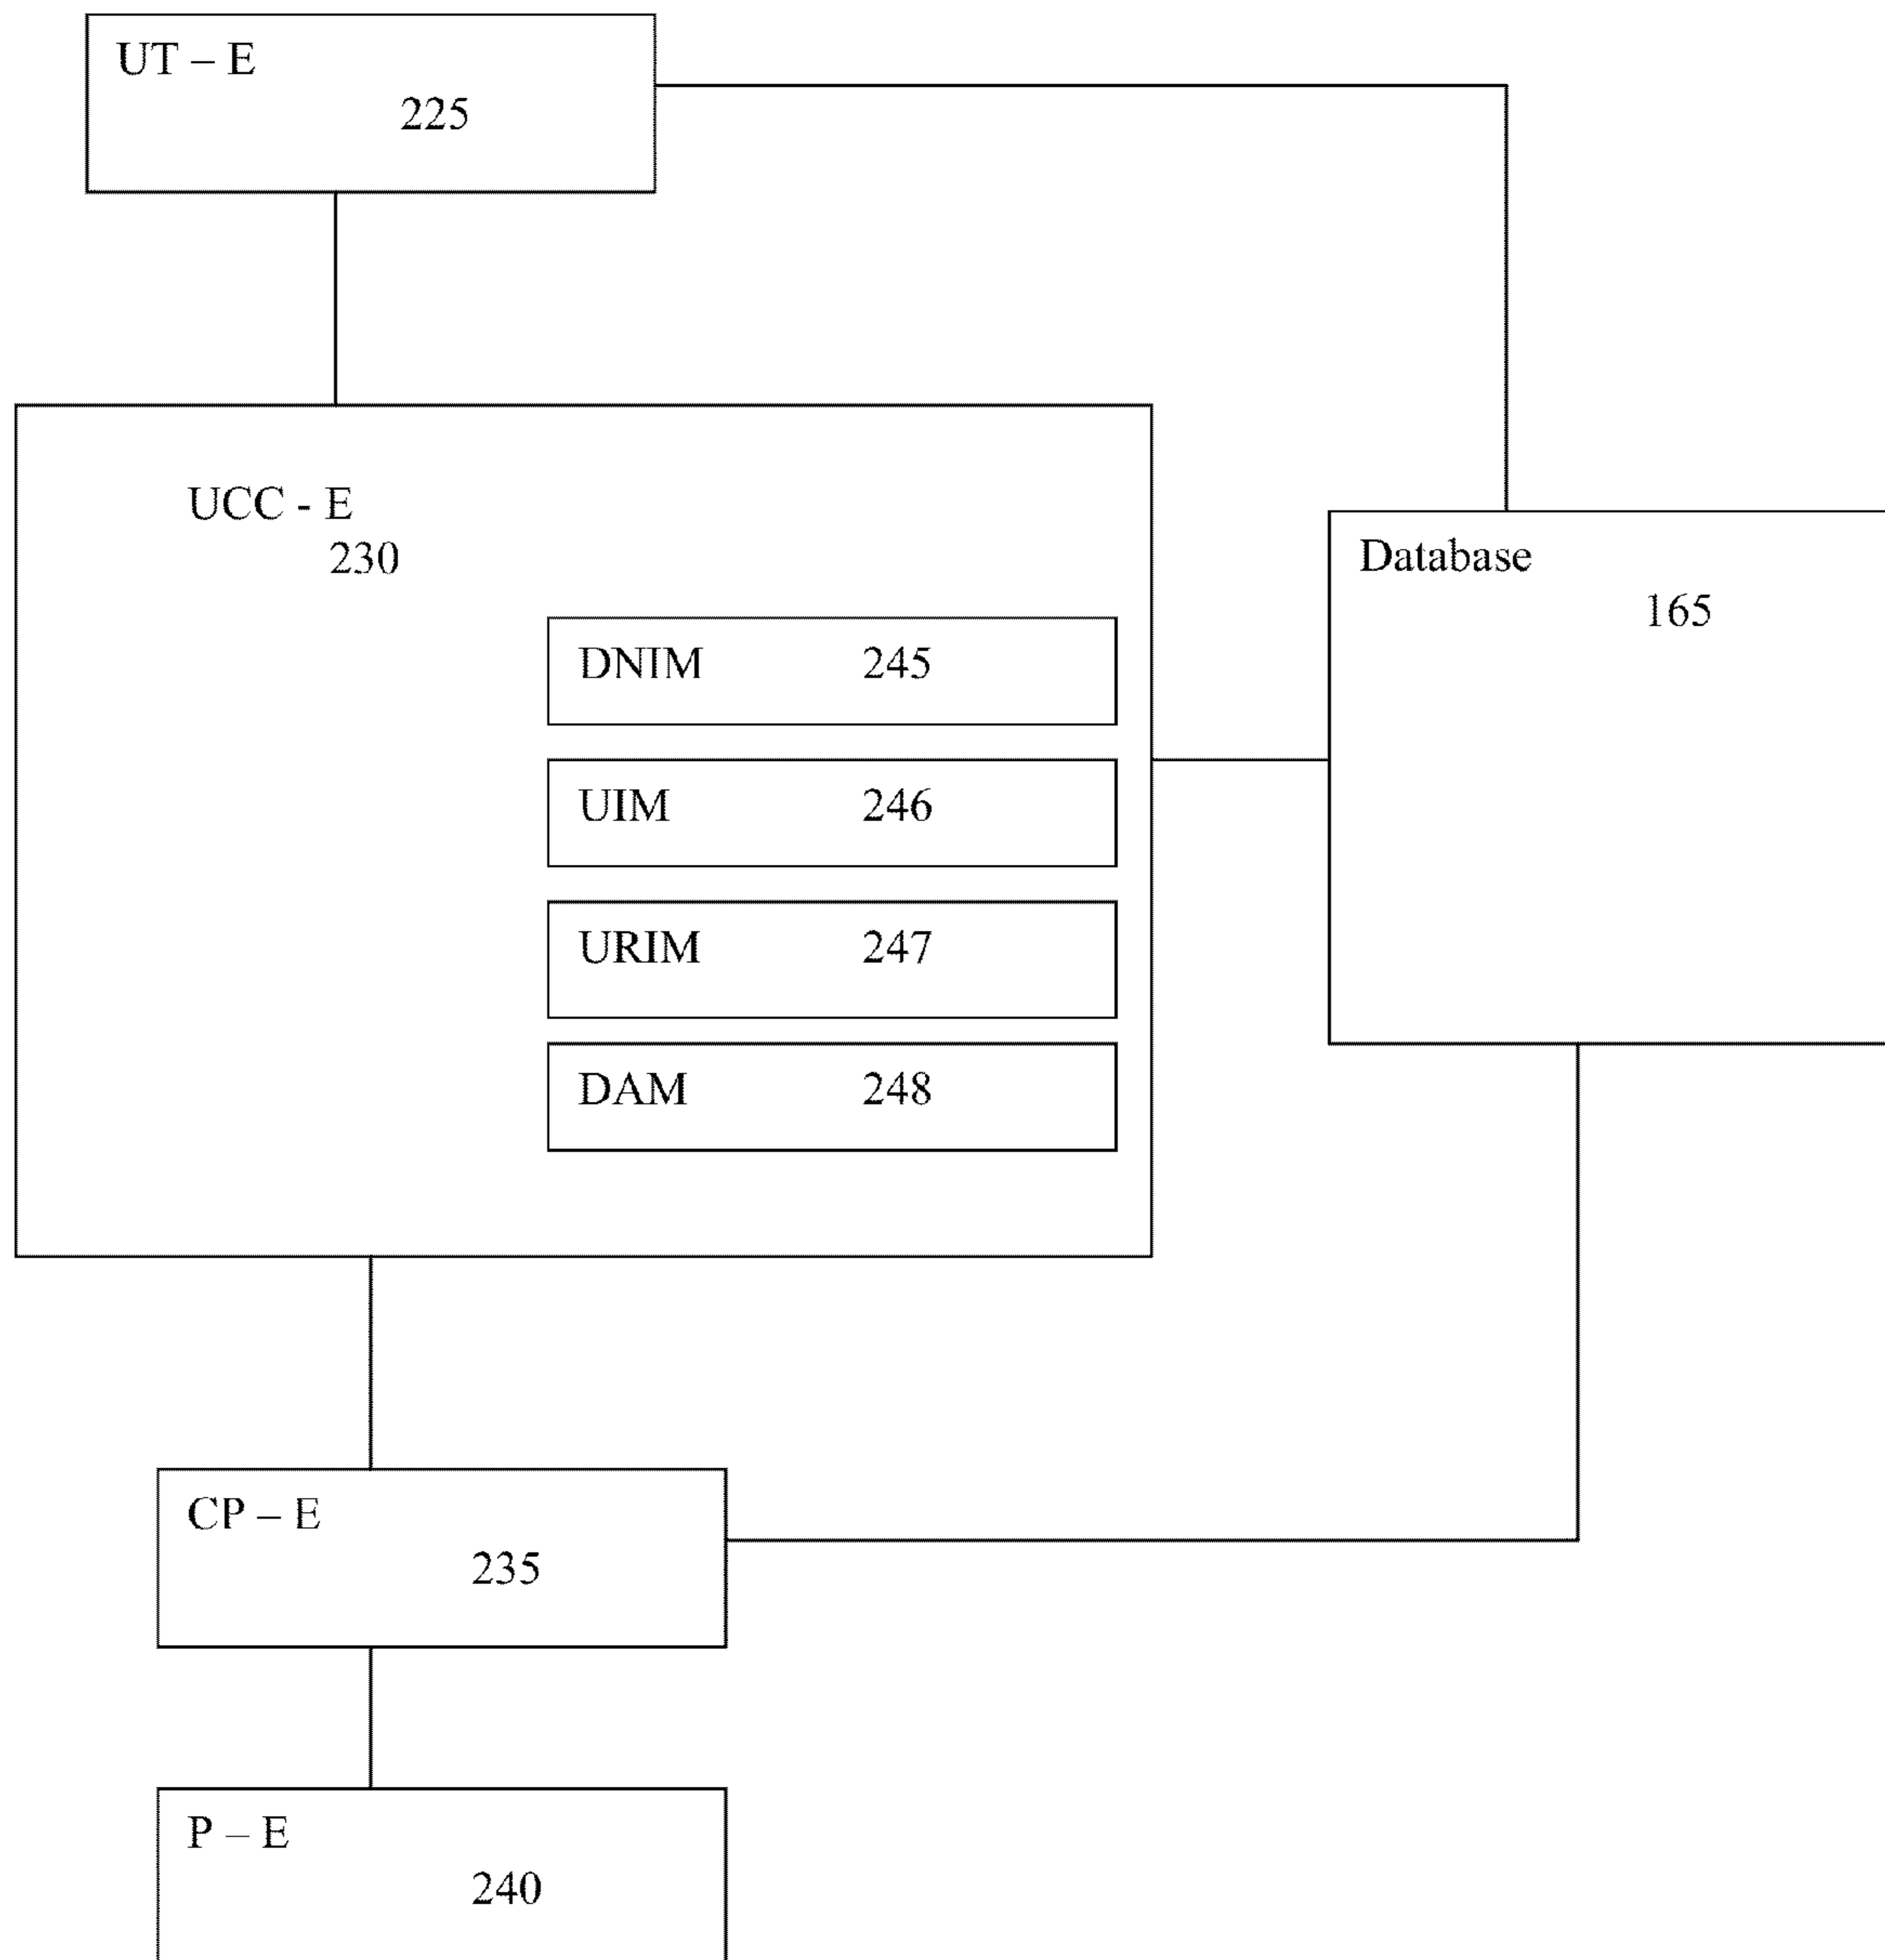 UT – E
225
UCC - E
230
Database
165
DNIM 245
UIM 246
URIM 247
DAM 248
CP – E
235
P – E
240